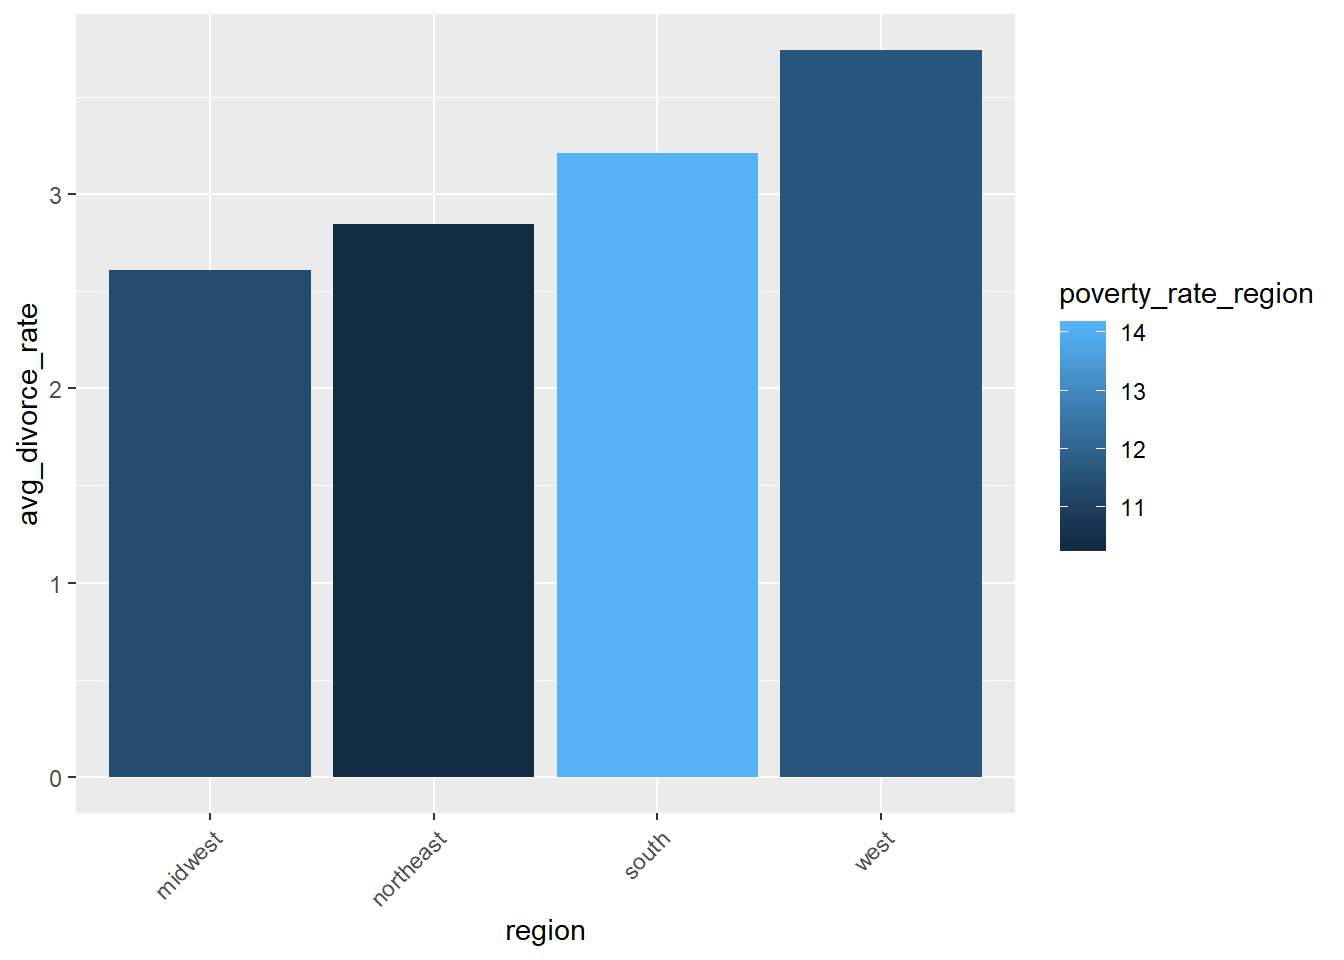 avg_divorce_rate
3
2
1
0
midwest
northeast
south
west
region
poverty_rate_region
14
13
12
11